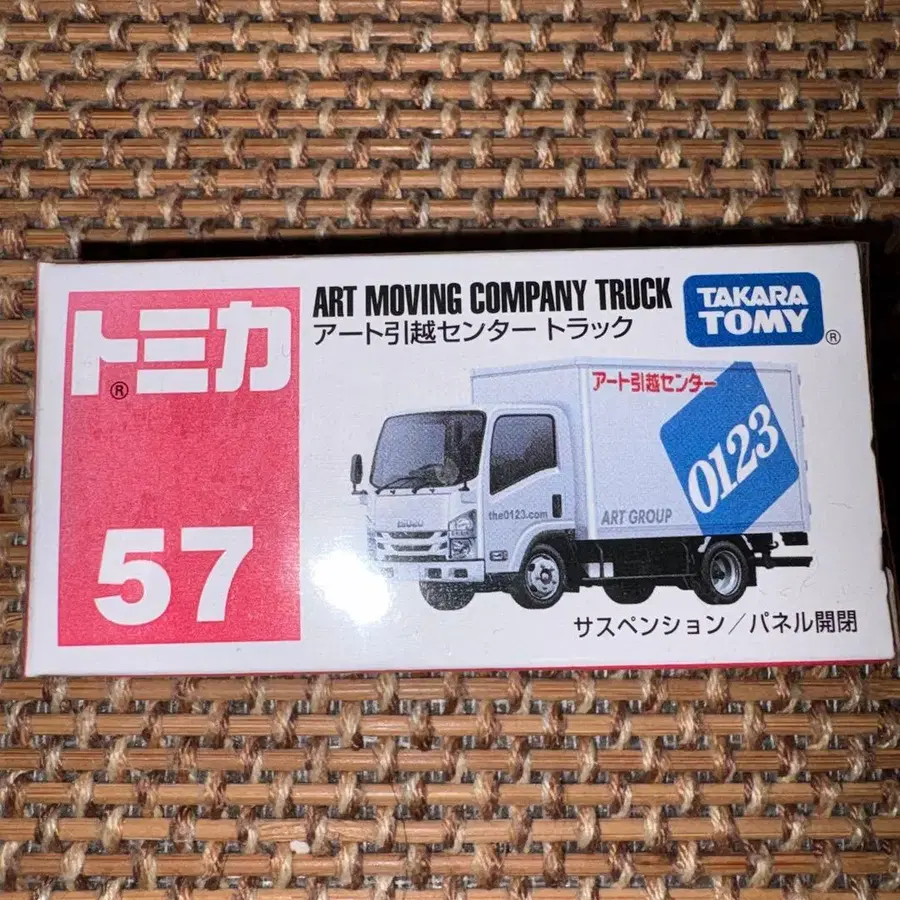 トミカ
®
57
ART MOVING COMPANY TRUCK
アート引越センター トラック
TAKARA
TOMY
®
アート引越センター
0123
ART GROUP
the0123.com
ISUZU
サスペンション/パネル開閉